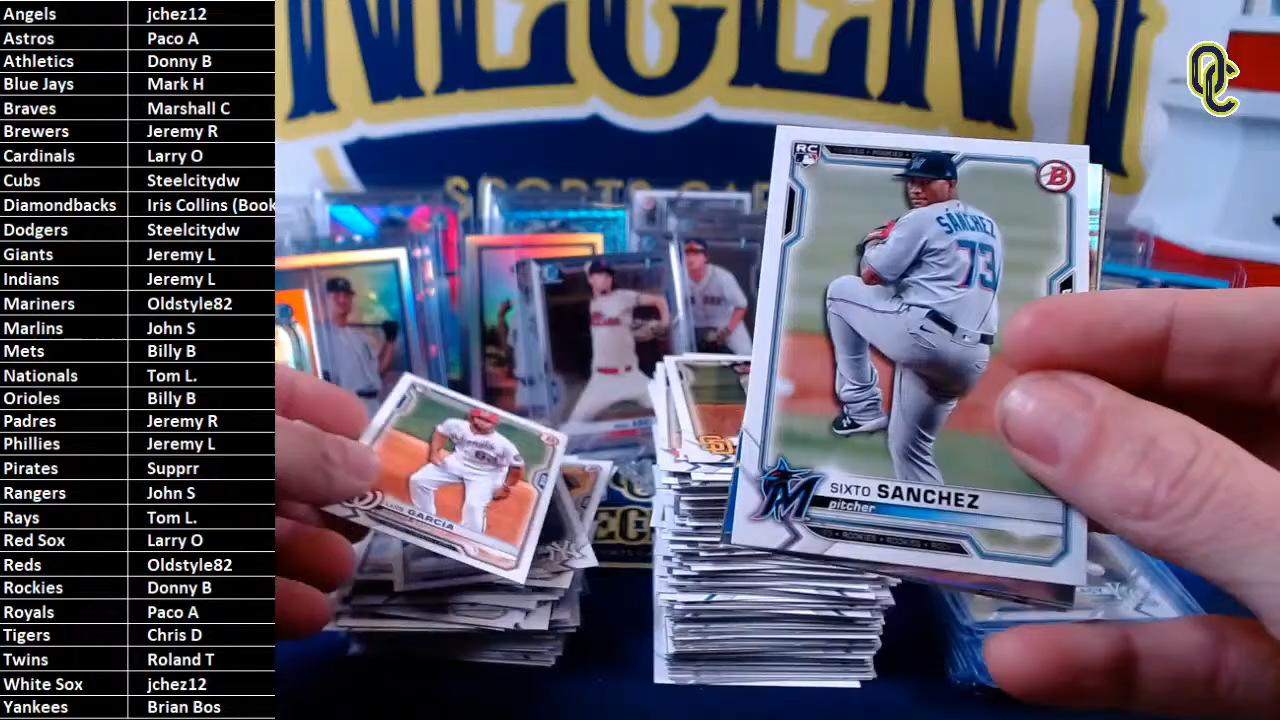 Angels jchez12
Astros Paco A
Athletics Donny B
Blue Jays Mark H
Braves Marshall C
Brewers Jeremy R
Cardinals Larry O
Cubs Steelcitydw
Diamondbacks Iris Collins (Book
Dodgers Steelcitydw
Giants Jeremy L
Indians Jeremy L
Mariners Oldstyle82
Marlins John S
Mets Billy B
Nationals Tom L.
Orioles Billy B
Padres Jeremy R
Phillies Jeremy L
Pirates Supprr
Rangers John S
Rays Tom L.
Red Sox Larry O
Reds Oldstyle82
Rockies Donny B
Royals Paco A
Tigers Chris D
Twins Roland T
White Sox jchez12
Yankees Brian Bos
OC
RC
B
SÁNCHEZ
73
M
SIXTO SANCHEZ
pitcher
GARCIA
SD